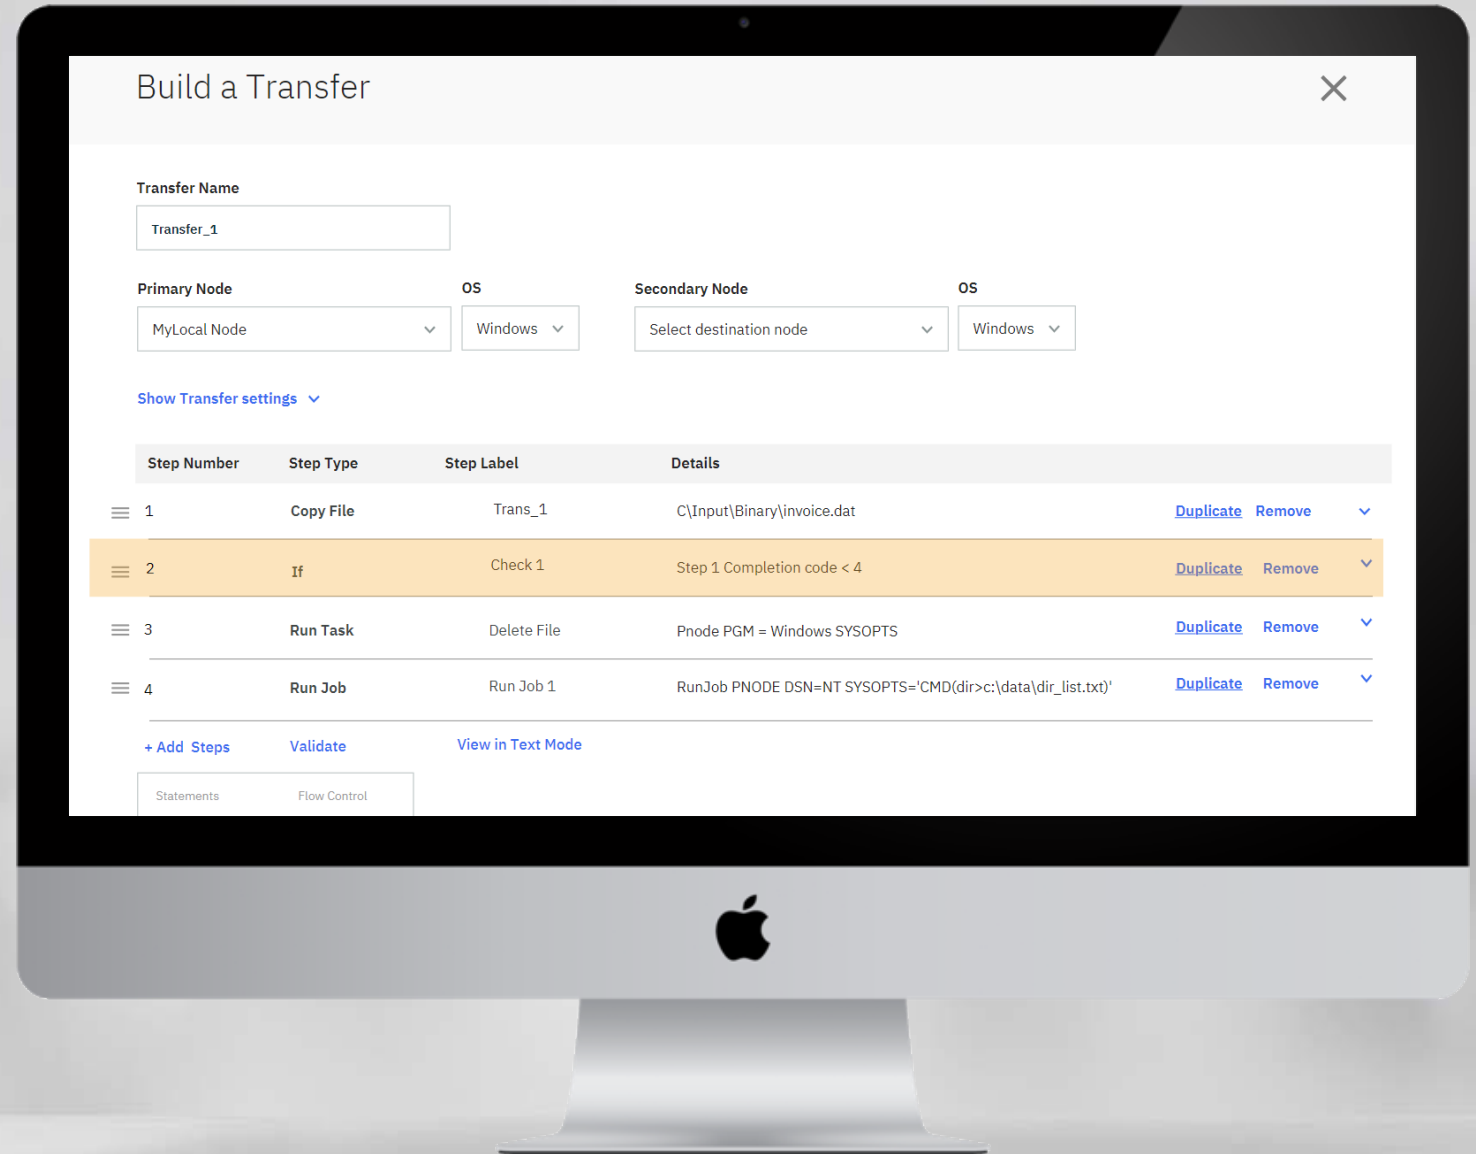 Build a Transfer
Transfer Name
Transfer_1
Primary Node OS Secondary Node OS
MyLocal Node Windows Select destination node Windows
Show Transfer settings
Step Number Step Type Step Label Details
1 Copy File Trans_1 C\Input\Binary\invoice.dat Duplicate Remove
2 If Check 1 Step 1 Completion code < 4 Duplicate Remove
3 Run Task Delete File Pnode PGM = Windows SYSOPTS Duplicate Remove
4 Run Job Run Job 1 RunJob PNODE DSN=NT SYSOPTS='CMD(dir>c:\data\dir_list.txt)' Duplicate Remove
+ Add Steps Validate View in Text Mode
Statements Flow Control